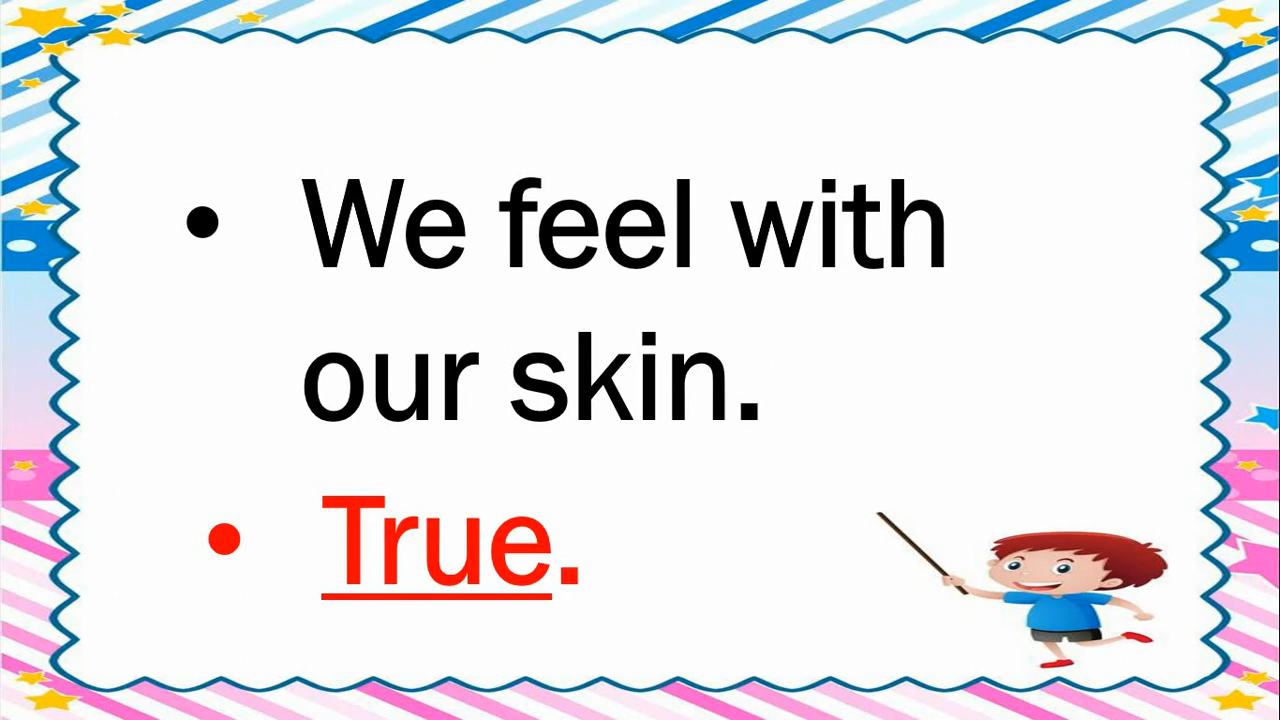 • We feel with
our skin.
• True.